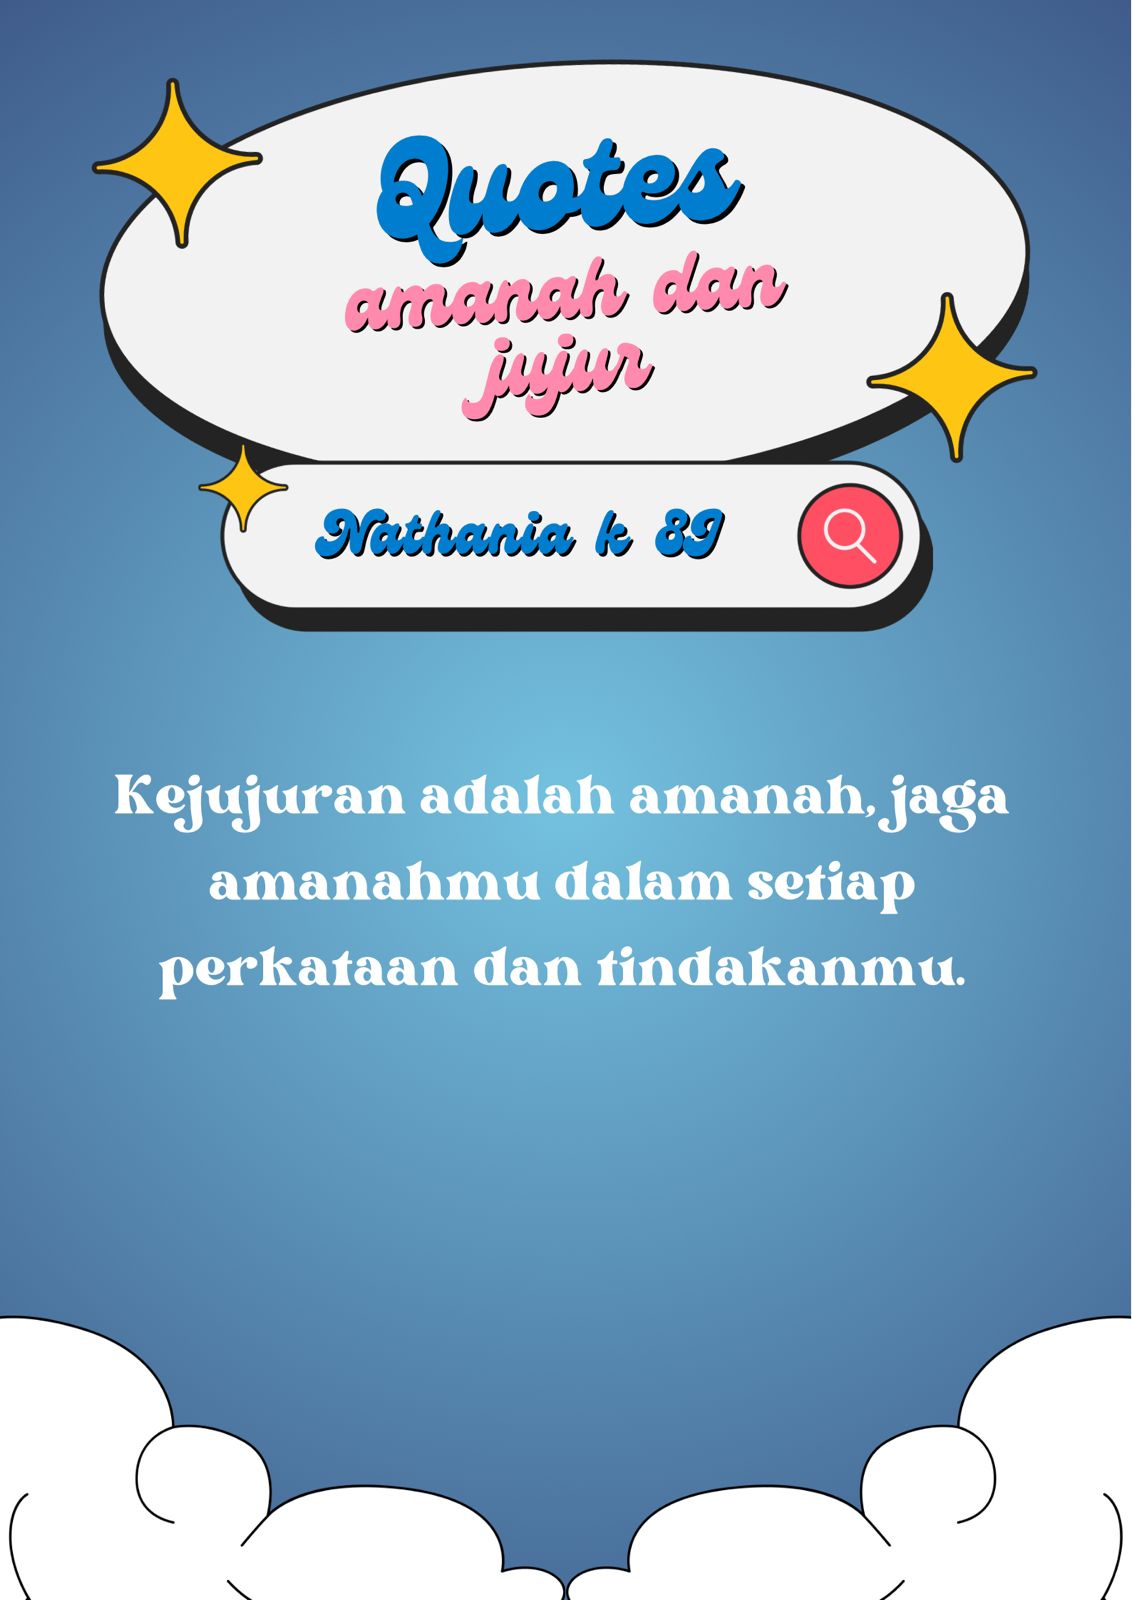 Quotes
amanah dan
jujur
Nathania k 8I
Kejujuran adalah amanah, jaga
amanahmu dalam setiap
perkataan dan tindakanmu.